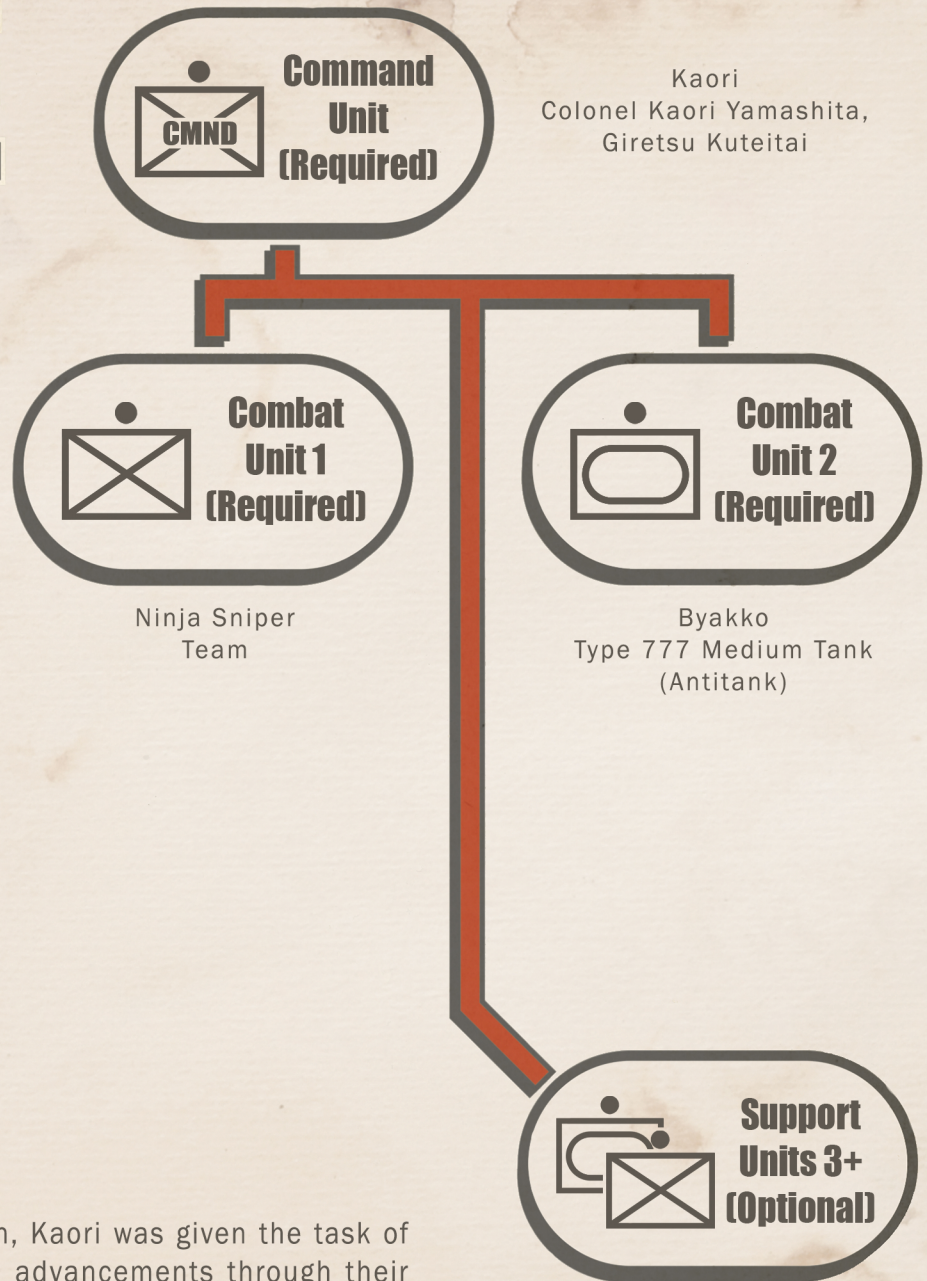 Command
Unit
(Required)
CMND
Kaori
Colonel Kaori Yamashita,
Giretsu Kuteitai
Combat
Unit 1
(Required)
Combat
Unit 2
(Required)
Ninja Sniper
Team
Byakko
Type 777 Medium Tank
(Antitank)
Support
Units 3+
(Optional)
Kaori was given the task of
advancements through their